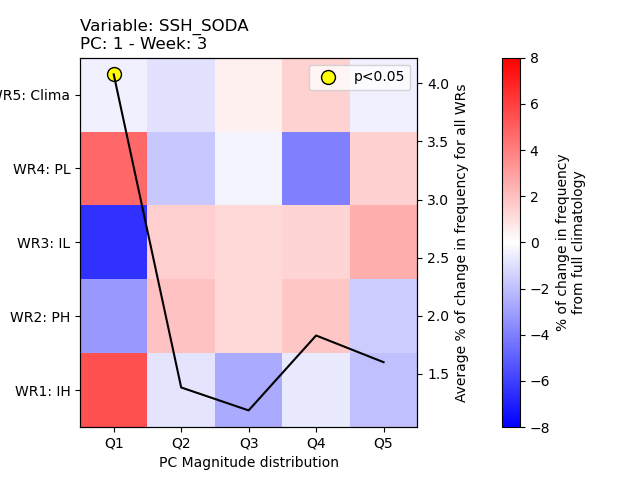 Variable: SSH_SODA
PC: 1 - Week: 3
p<0.05
WR5: Clima
WR4: PL
WR3: IL
WR2: PH
WR1: IH
Q1 Q2 Q3 Q4 Q5
PC Magnitude distribution
4.0
3.5
3.0
2.5
2.0
1.5
Average % of change in frequency for all WRs
8
6
4
2
0
−2
−4
−6
−8
% of change in frequency
from full climatology